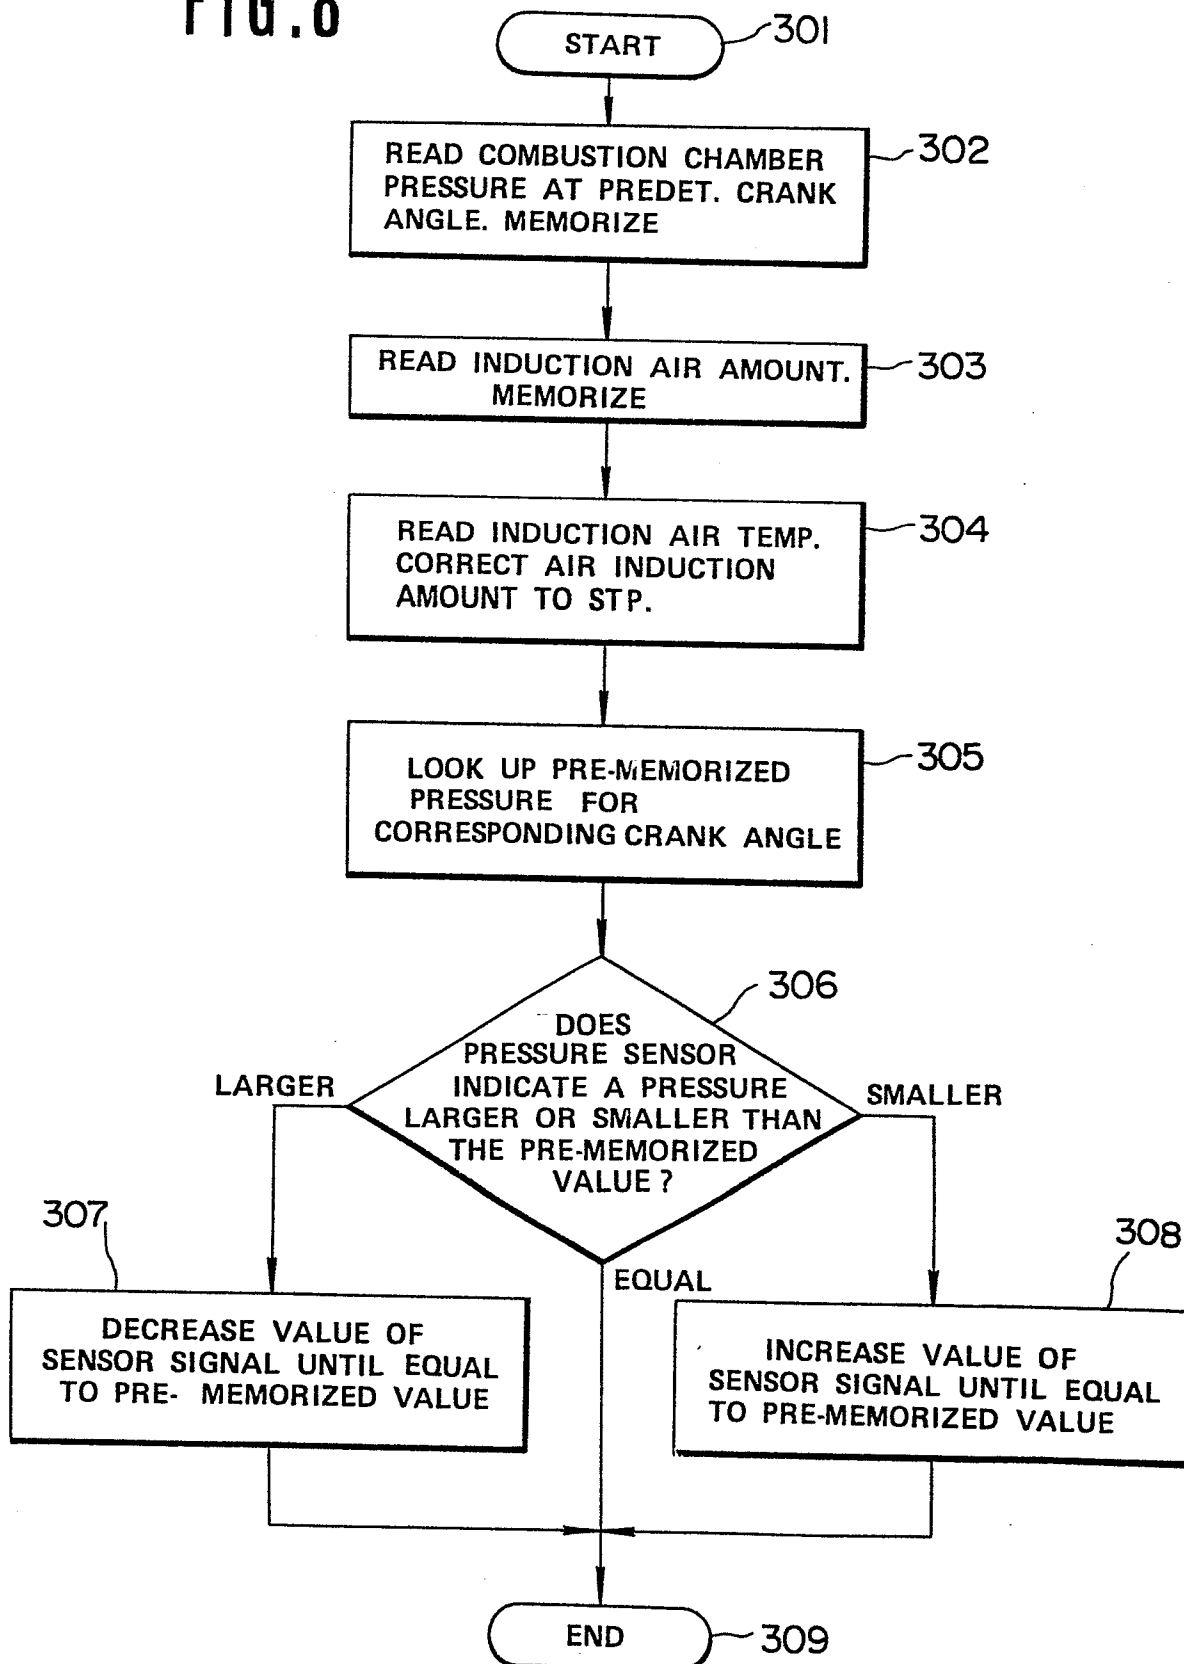 START
301
READ COMBUSTION CHAMBER
PRESSURE AT PREDET. CRANK
ANGLE. MEMORIZE
302
READ INDUCTION AIR AMOUNT.
MEMORIZE
303
READ INDUCTION AIR TEMP.
CORRECT AIR INDUCTION
AMOUNT TO STP.
304
LOOK UP PRE-MEMORIZED
PRESSURE FOR
CORRESPONDING CRANK ANGLE
305
306
DOES
PRESSURE SENSOR
INDICATE A PRESSURE
LARGER OR SMALLER THAN
THE PRE-MEMORIZED
VALUE ?
LARGER
SMALLER
EQUAL
307
DECREASE VALUE OF
SENSOR SIGNAL UNTIL EQUAL
TO PRE- MEMORIZED VALUE
308
INCREASE VALUE OF
SENSOR SIGNAL UNTIL EQUAL
TO PRE-MEMORIZED VALUE
END
309